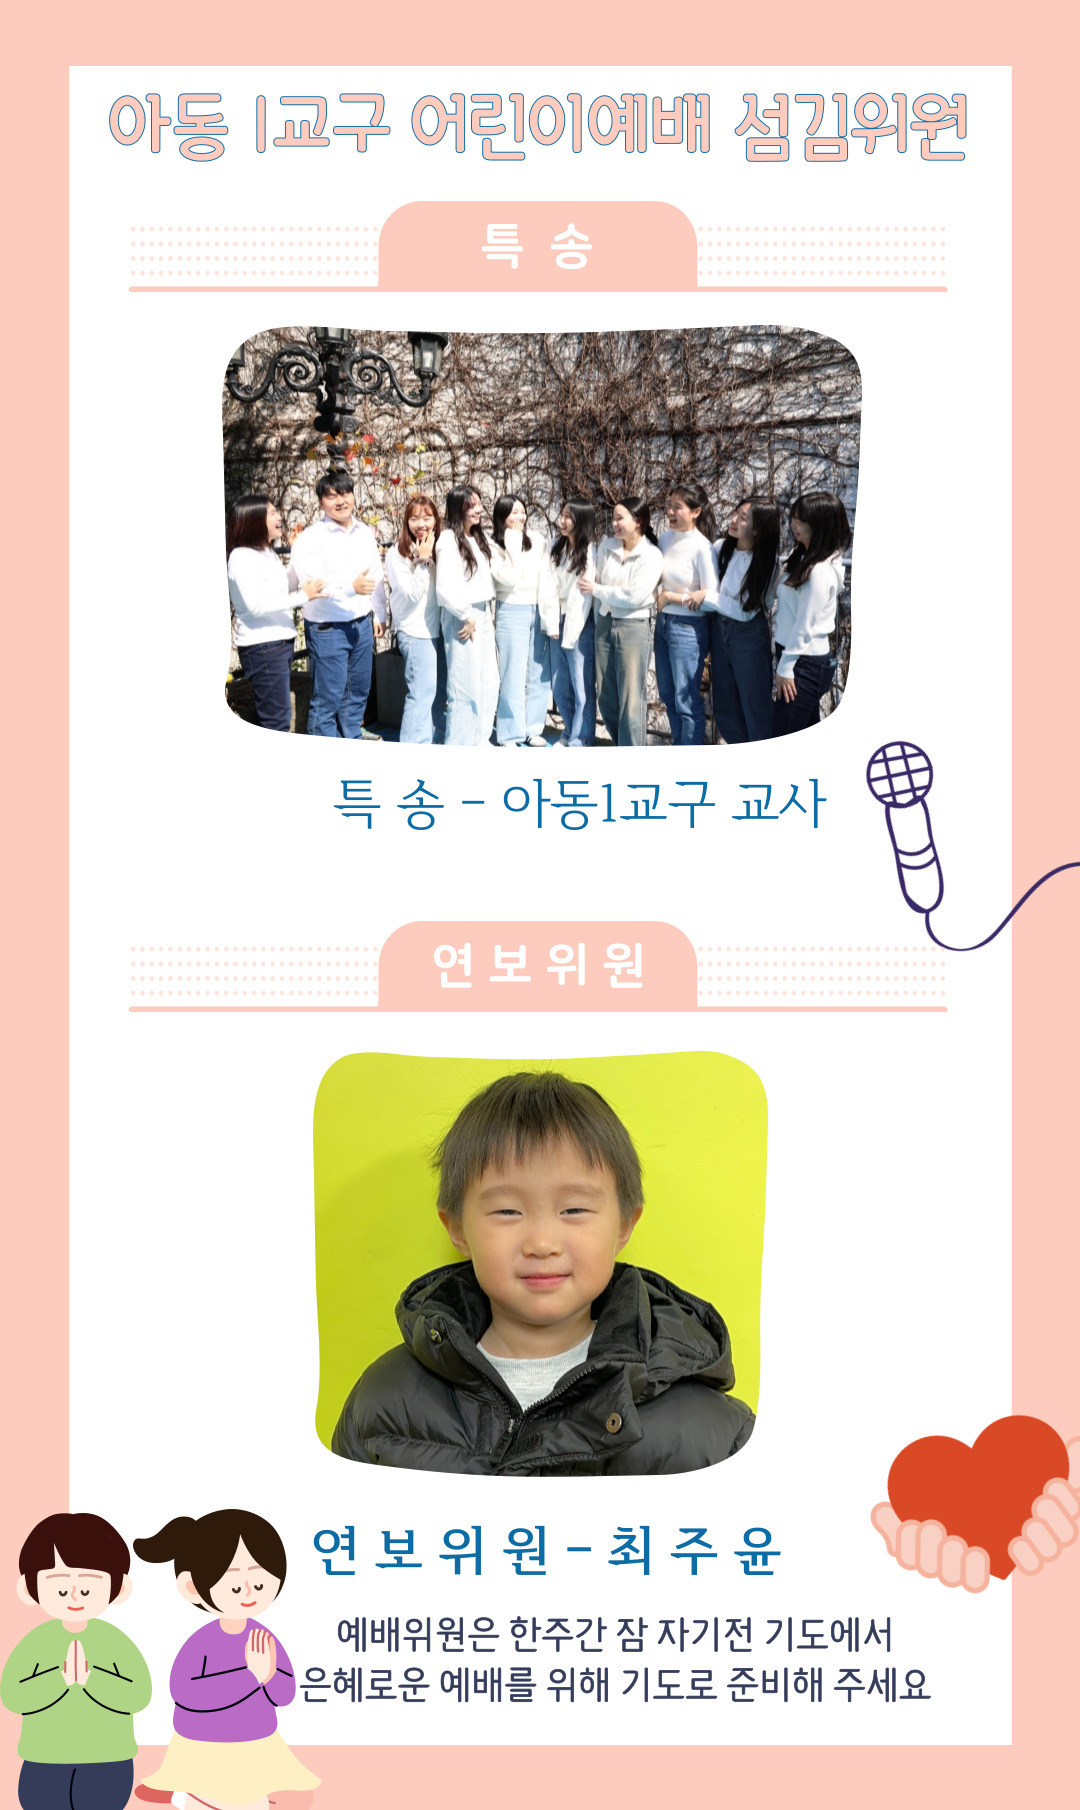 아동 1교구 어린이예배 섬김위원
특 송
특 송 - 아동1교구 교사
연보위원
연보위원-최주윤
예배위원은 한주간 잠 자기전 기도에서
은혜로운 예배를 위해 기도로 준비해 주세요